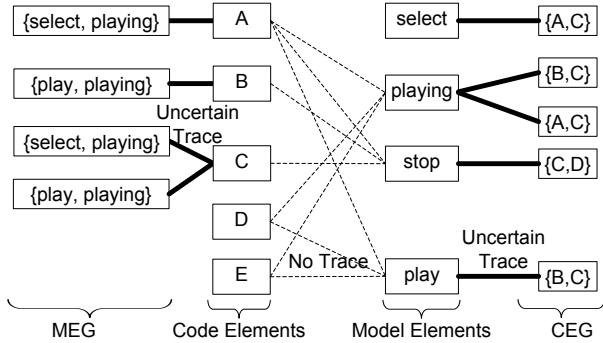 {select, playing}
A
select
{A,C}
{play, playing}
B
playing
{B,C}
{A,C}
Uncertain
Trace
{select, playing}
C
stop
{C,D}
{play, playing}
D
E
No Trace
play
Uncertain
Trace
{B,C}
MEG
Code Elements
Model Elements
CEG